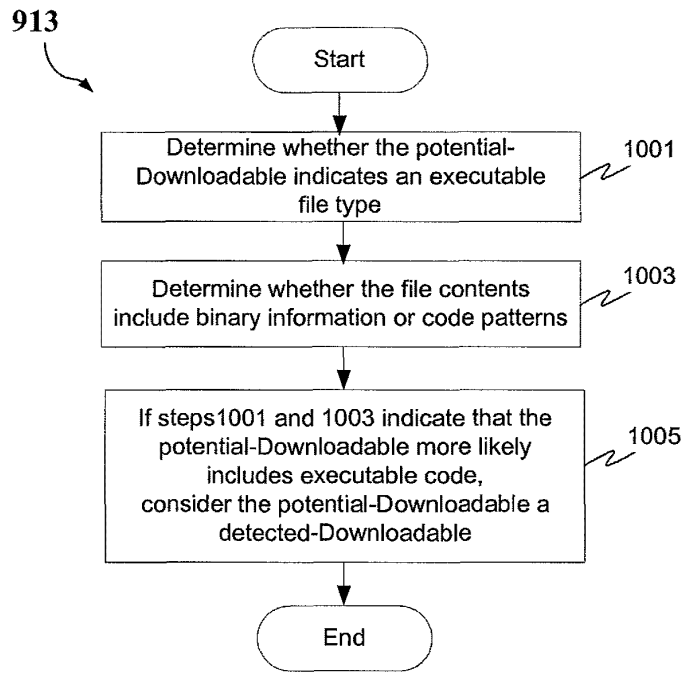 913
Start
Determine whether the potential-
Downloadable indicates an executable
file type
1001
Determine whether the file contents
include binary information or code patterns
1003
If steps1001 and 1003 indicate that the
potential-Downloadable more likely
includes executable code,
consider the potential-Downloadable a
detected-Downloadable
1005
End